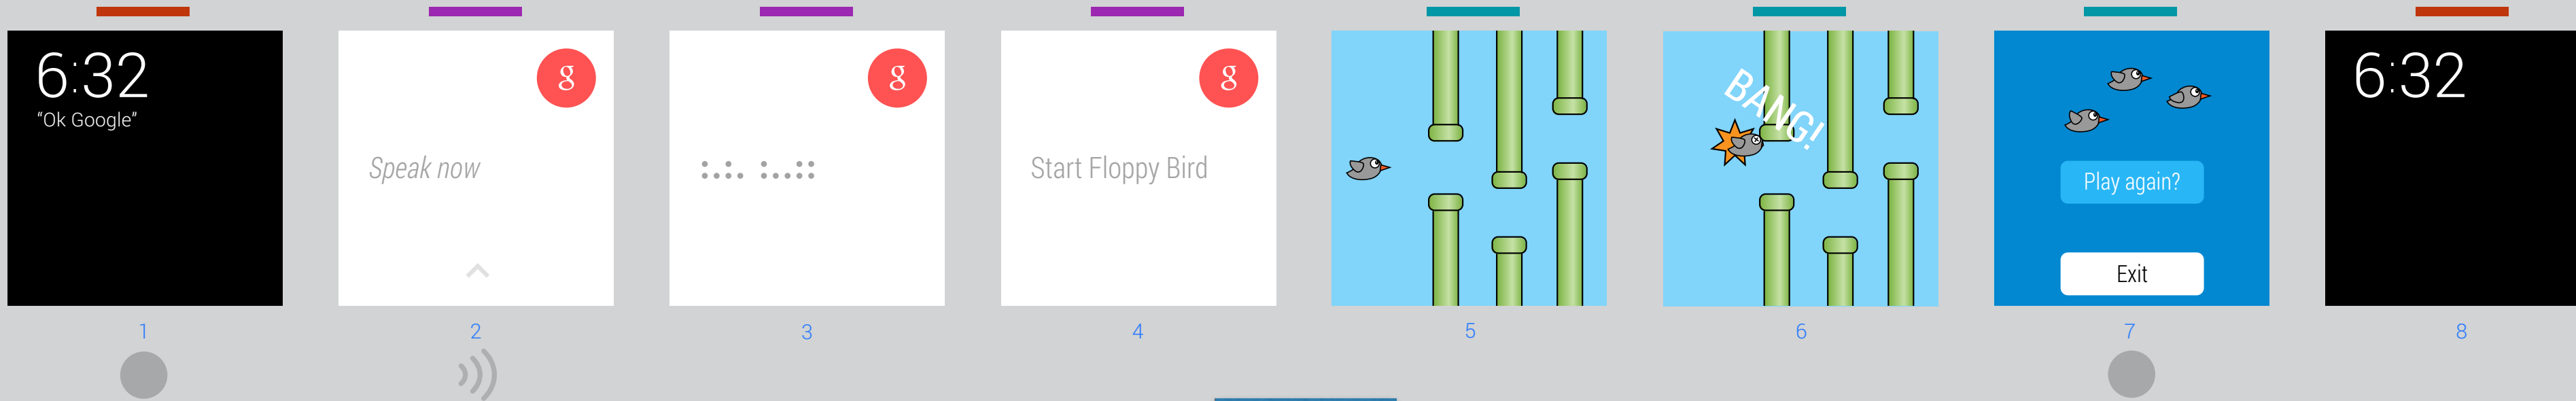 6:32
“Ok Google”
1
g
Speak now
2
g
3
g
Start Floppy Bird
4
5
BANG!
6
Play again?
Exit
7
6:32
8